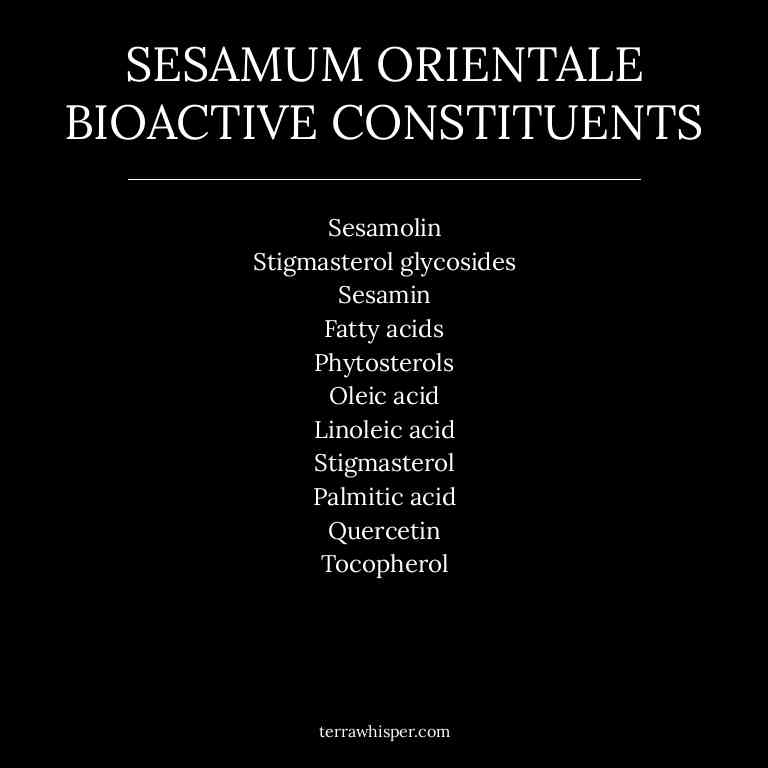 SESAMUM ORIENTALE
BIOACTIVE CONSTITUENTS
Sesamolin
Stigmasterol glycosides
Sesamin
Fatty acids
Phytosterols
Oleic acid
Linoleic acid
Stigmasterol
Palmitic acid
Quercetin
Tocopherol
terrawhisper.com